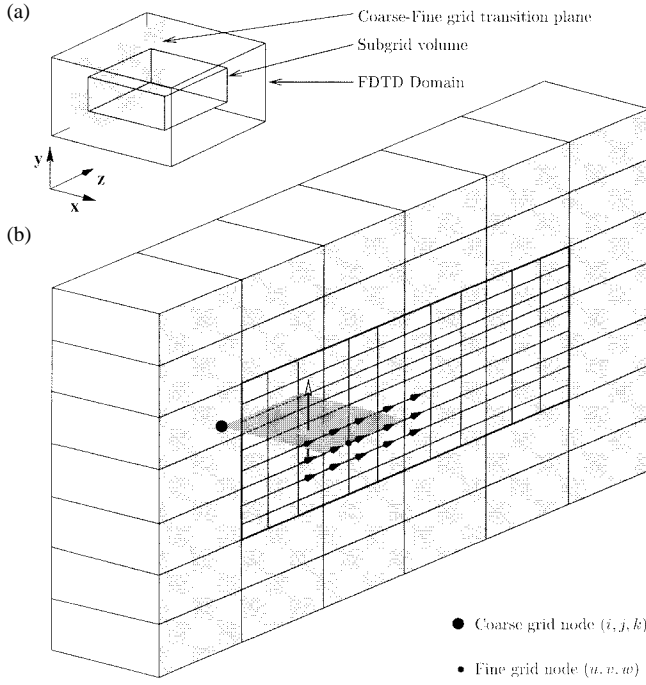 (a)
Coarse-Fine grid transition plane
Subgrid volume
FDTD Domain
y
z
x
(b)
Coarse grid node (i, j, k)
Fine grid node (u, v, w)